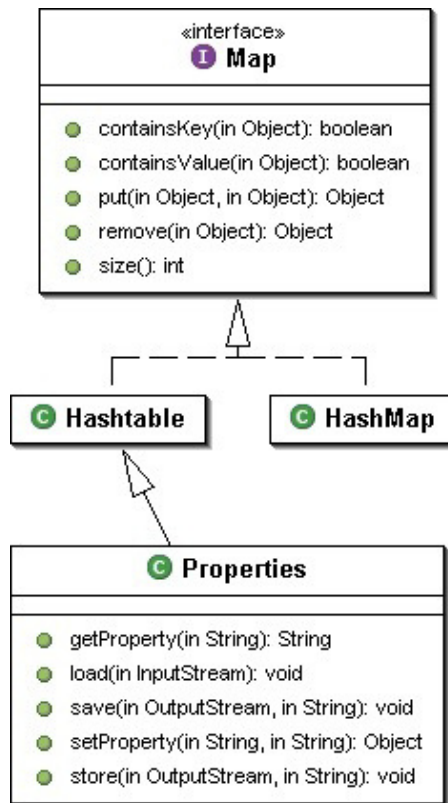 «interface»
I Map
containsKey(in Object): boolean
containsValue(in Object): boolean
put(in Object, in Object): Object
remove(in Object): Object
size(): int
C Hashtable
C HashMap
C Properties
getProperty(in String): String
load(in InputStream): void
save(in OutputStream, in String): void
setProperty(in String, in String): Object
store(in OutputStream, in String): void